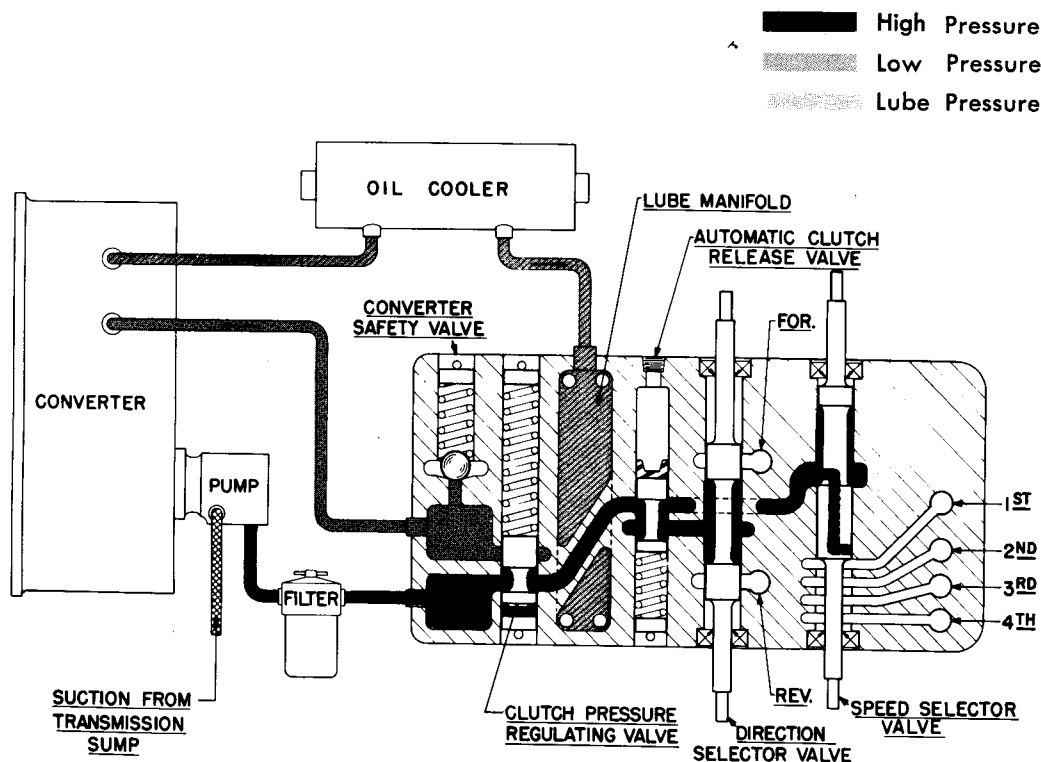 High Pressure
Low Pressure
Lube Pressure
OIL COOLER
LUBE MANIFOLD
AUTOMATIC CLUTCH
RELEASE VALVE
CONVERTER
SAFETY VALVE
FOR.
CONVERTER
PUMP
1ST
2ND
FILTER
3RD
4TH
SUCTION FROM
TRANSMISSION
SUMP
CLUTCH PRESSURE
REGULATING VALVE
REV.
DIRECTION
SELECTOR VALVE
SPEED SELECTOR
VALVE